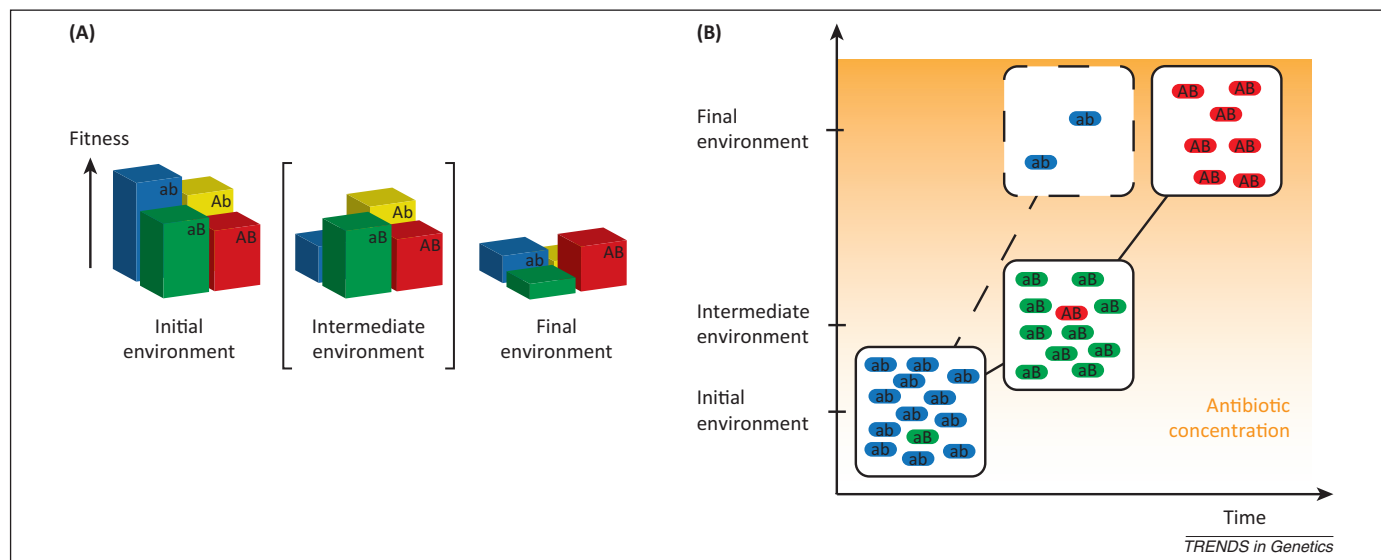 (A)
Fitness
ab
Ab
aB
AB
Initial
environment
Ab
aB
AB
Intermediate
environment
ab
AB
Final
environment
(B)
Final
environment
Intermediate
environment
Initial
environment
ab
ab
AB
AB
AB
AB
AB
AB
AB
aB
aB
aB
AB
aB
aB
aB
aB
aB
aB
aB
ab
ab
ab
ab
ab
ab
ab
ab
ab
aB
ab
ab
ab
Antibiotic
concentration
Time
TRENDS in Genetics